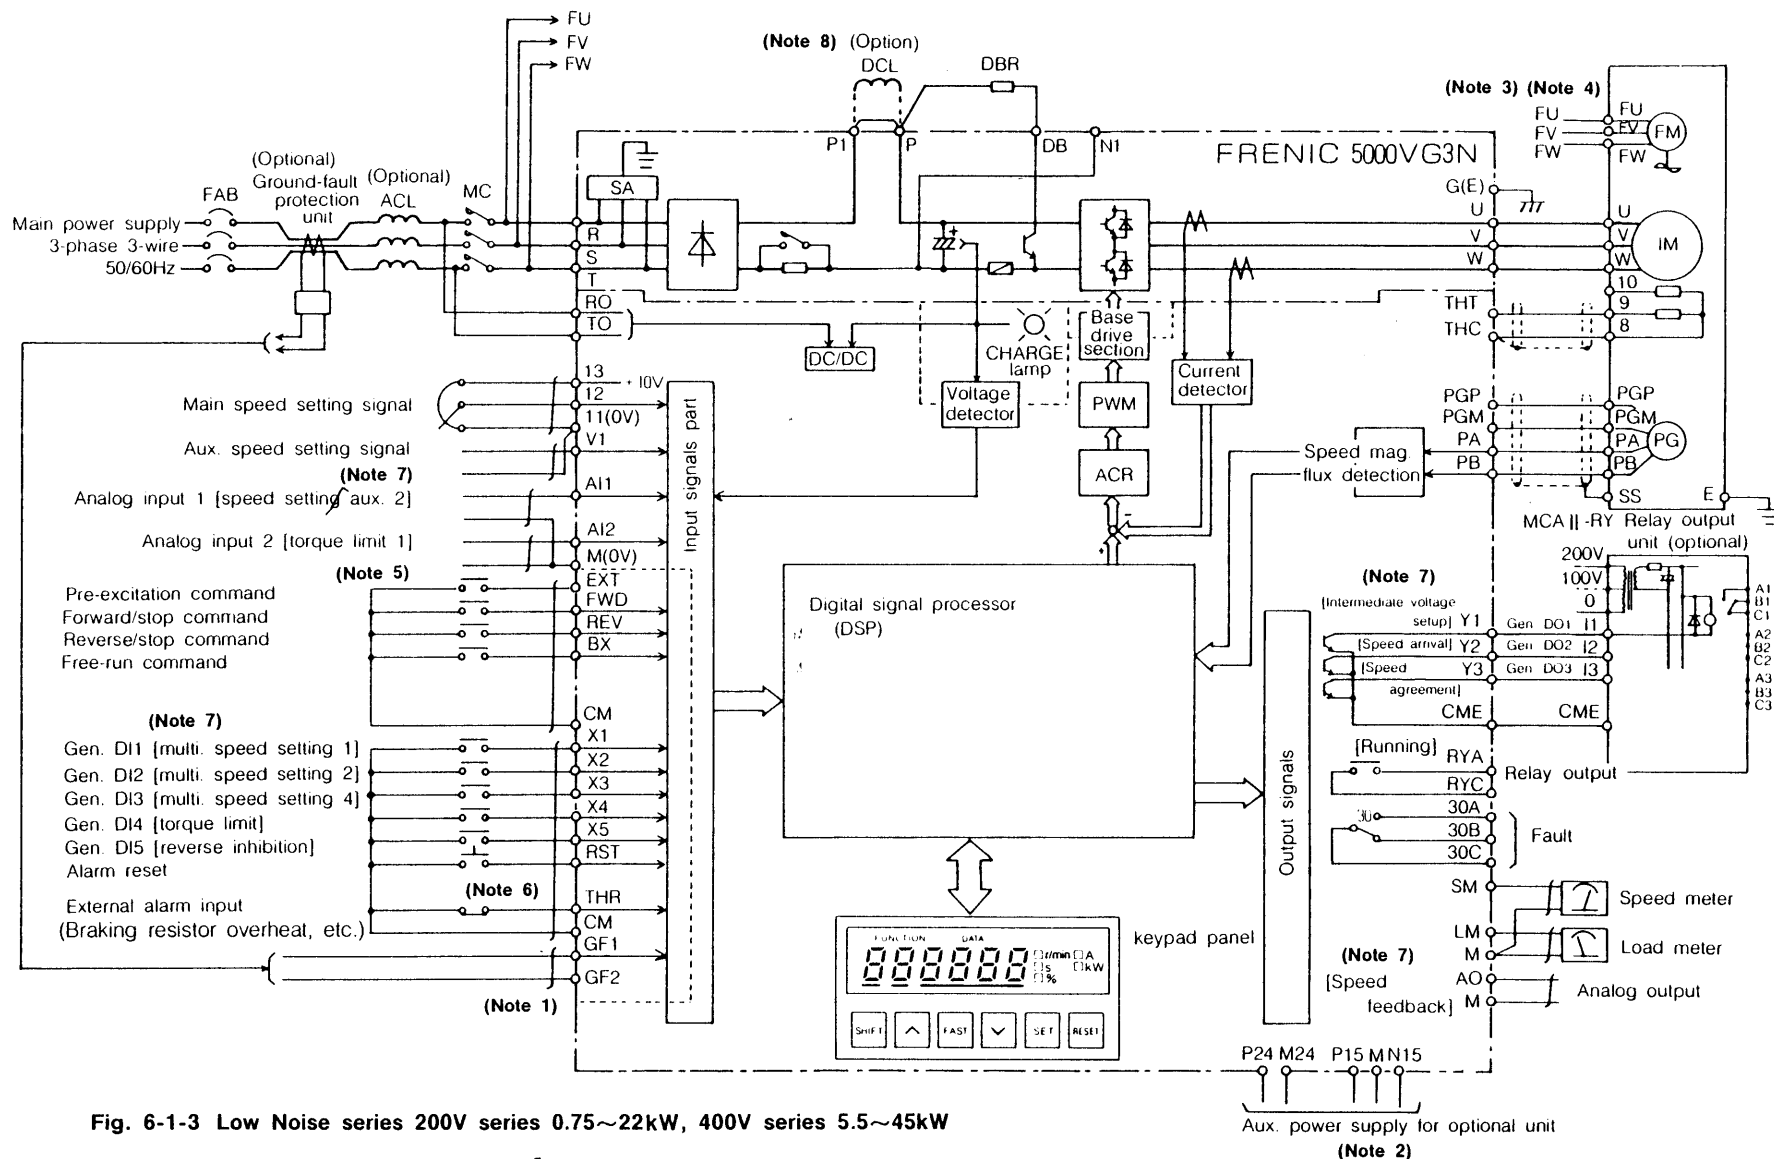 FU
FV
FW
(Note 8) (Option)
DCL
DBR
(Note 3) (Note 4)
FU
FV
FW
FU
FV
FW
FM
P1
P
DB
N1
FRENIC 5000VG3N
(Optional)
Ground-fault
protection
unit
(Optional)
ACL
MC
FAB
SA
G(E)
Main power supply
3-phase 3-wire
50/60Hz
R
S
T
U
V
W
U
V
W
IM
RO
TO
THT
THC
10
9
8
DC/DC
CHARGE
lamp
Base
drive
section
Current
detector
Voltage
detector
PWM
ACR
Main speed setting signal
13
+10V
12
11(0V)
Aux. speed setting signal
V1
(Note 7)
Analog input 1 [speed setting aux. 2]
AI1
Analog input 2 [torque limit 1]
AI2
M(0V)
Input signals part
PGP
PGM
PA
PB
PGP
PGM
PA
PB
PG
SS
E
Speed mag.
flux detection
MCA II -RY Relay output
unit (optional)
200V
100V
0
(Note 5)
Pre-excitation command
EXT
Forward/stop command
FWD
Reverse/stop command
REV
Free-run command
BX
CM
Digital signal processor
(DSP)
+
-
(Note 7)
[Intermediate voltage
setup] Y1 Gen. DO1 I1
[Speed arrival] Y2 Gen DO2 I2
[Speed Y3 Gen DO3 I3
agreement]
CME CME
A1
B1
C1
A2
B2
C2
A3
B3
C3
(Note 7)
Gen. DI1 [multi. speed setting 1]
X1
Gen. DI2 [multi. speed setting 2]
X2
Gen. DI3 [multi. speed setting 4]
X3
Gen. DI4 [torque limit]
X4
Gen. DI5 [reverse inhibition]
X5
Alarm reset
RST
(Note 6)
External alarm input
(Braking resistor overheat, etc.)
THR
CM
GF1
GF2
(Note 1)
Output signals
[Running] RYA
RYC
Relay output
30
30A
30B
30C
Fault
SM
Speed meter
LM
M
Load meter
(Note 7)
[Speed
feedback]
AO
M
Analog output
FUNCTION DATA
888888
r/min A
s kW
%
keypad panel
SHIFT
FAST
SET
RESET
P24 M24 P15 M N15
Aux. power supply for optional unit
(Note 2)
Fig. 6-1-3 Low Noise series 200V series 0.75~22kW, 400V series 5.5~45kW